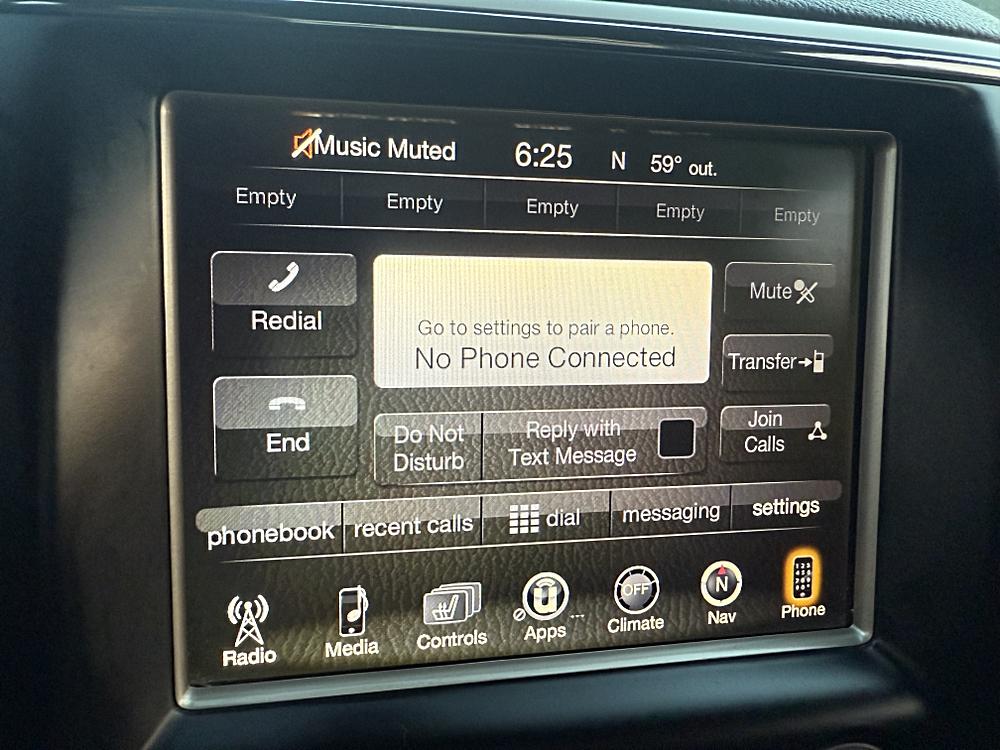 Music Muted 6:25 N 59° out.
Empty Empty Empty Empty Empty
Redial
Go to settings to pair a phone.
No Phone Connected
Mute
Transfer
End
Do Not
Disturb
Reply with
Text Message
Join
Calls
phonebook recent calls dial messaging settings
OFF N
Radio Media Controls Apps Climate Nav Phone